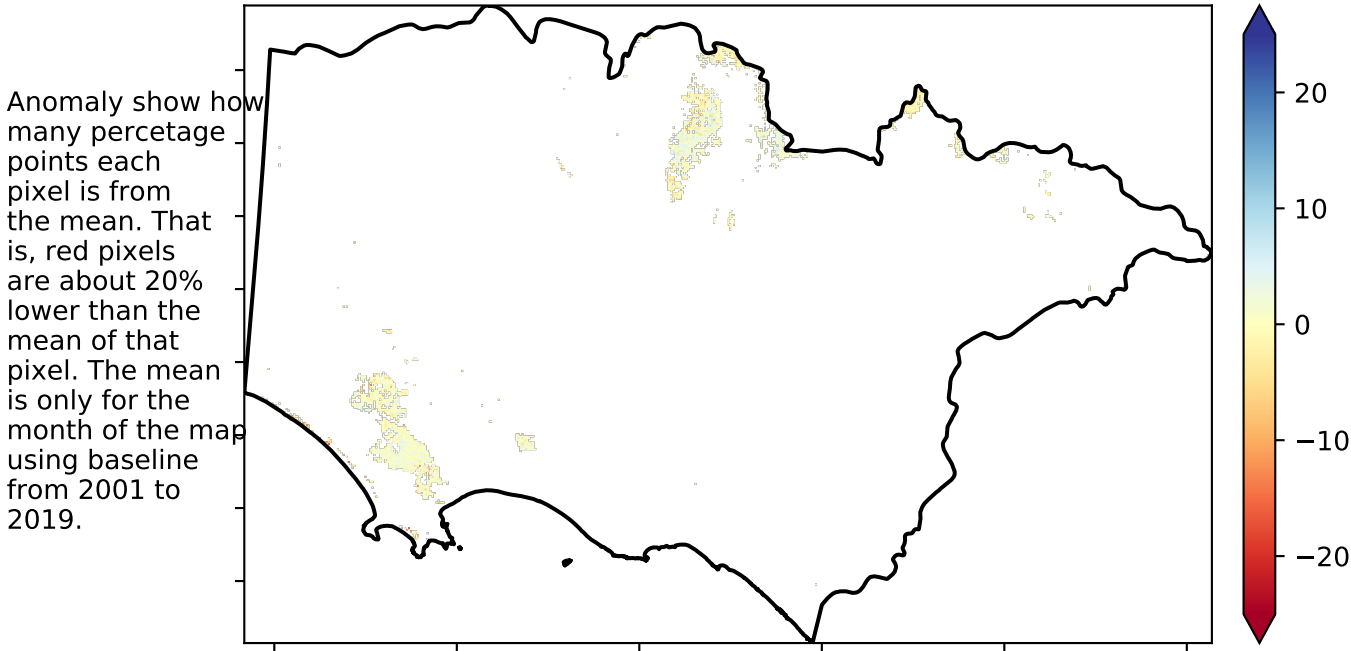 Anomaly show how
many percetage
points each
pixel is from
the mean. That
is, red pixels
are about 20%
lower than the
mean of that
pixel. The mean
is only for the
month of the map
using baseline
from 2001 to
2019.
20
10
0
−10
−20